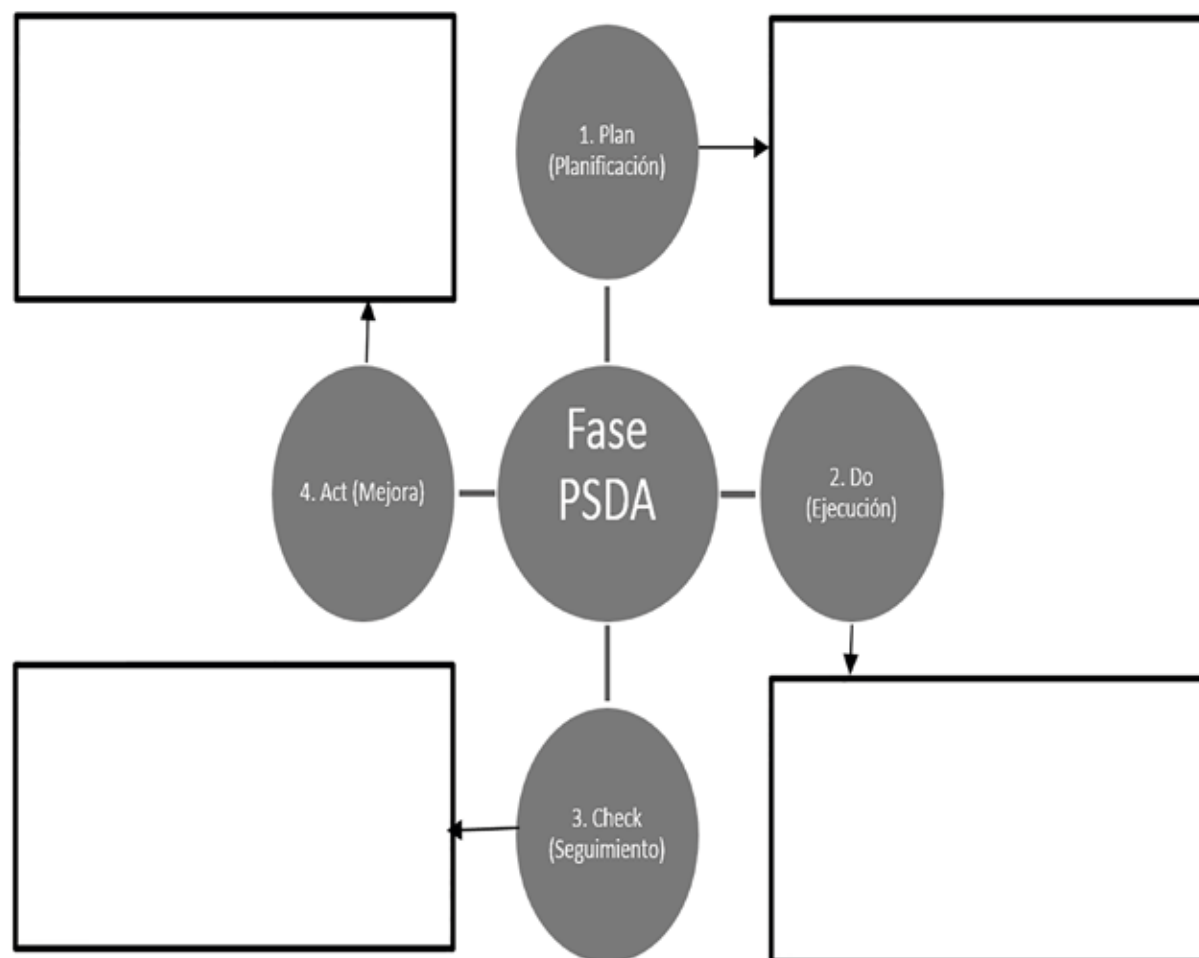 1. Plan
(Planificación)
Fase
PSDA
4. Act (Mejora)
2. Do
(Ejecución)
3. Check
(Seguimiento)